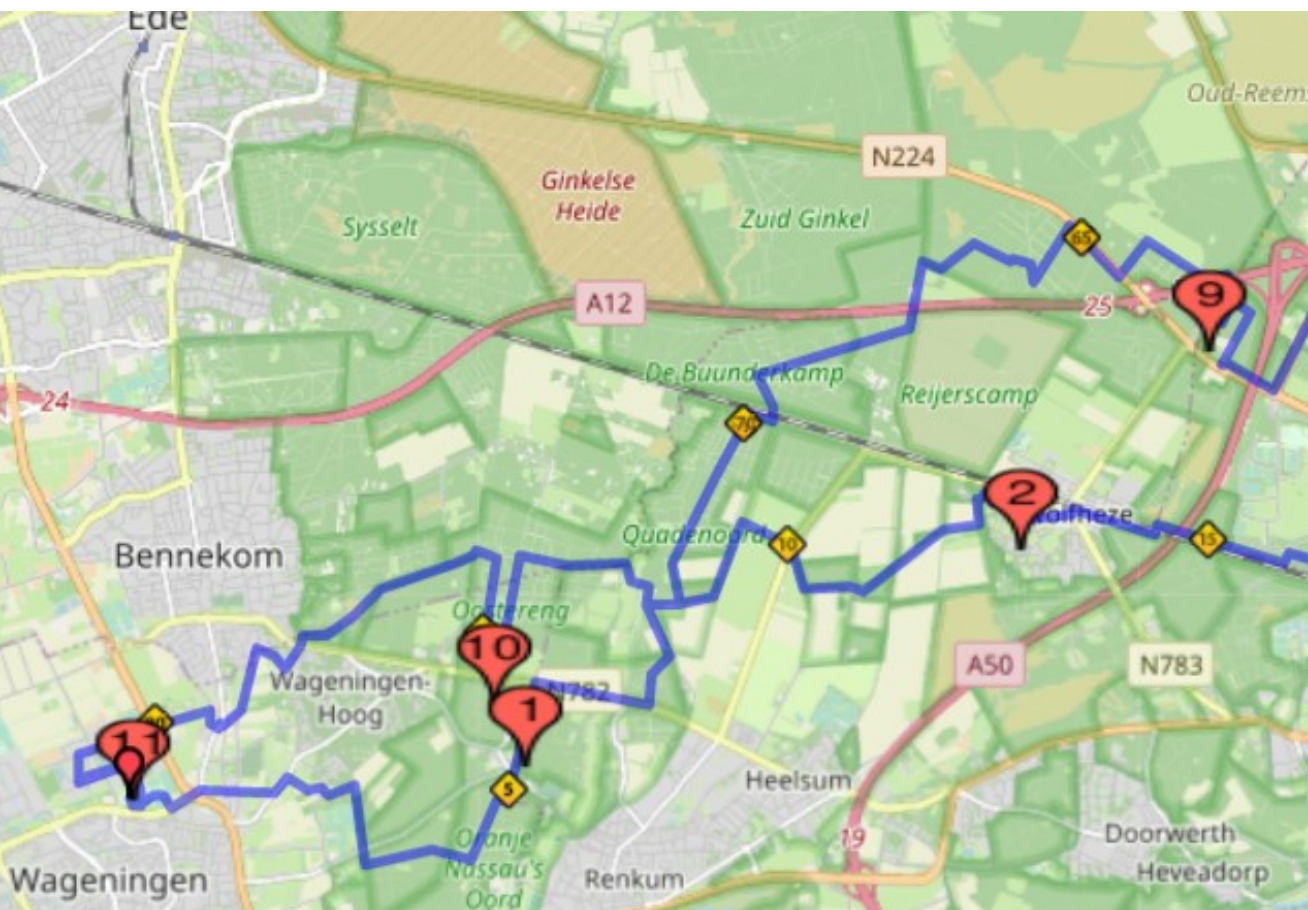 Ede
Oud-Reems
N224
Ginkelse
Heide
Sysselt
Zuid Ginkel
65
9
A12
25
De Buunderkamp
24
Reijerscamp
70
2
Wolfheze
Quadenoord
10
15
Bennekom
Oostereng
10
A50
N783
Wageningen-
Hoog
N782
1
11
Heelsum
5
19
Oranje
Nassau's
Oord
Doorwerth
Heveadorp
Wageningen
Renkum